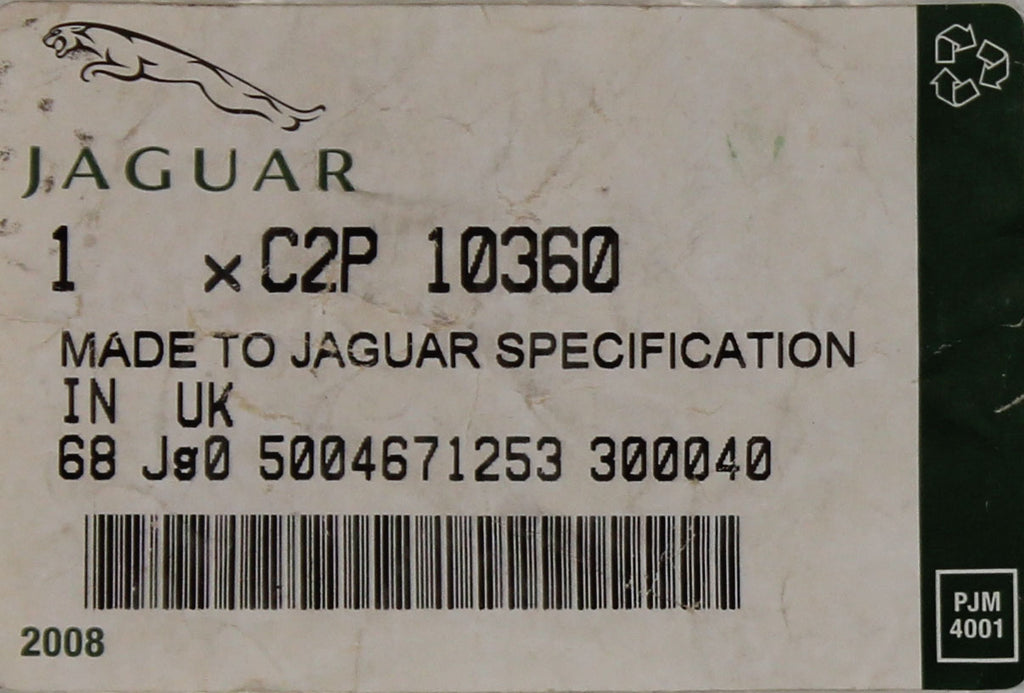 JAGUAR
1 x C2P 10360
MADE TO JAGUAR SPECIFICATION
IN UK
68 Jg0 5004671253 300040
2008
PJM
4001